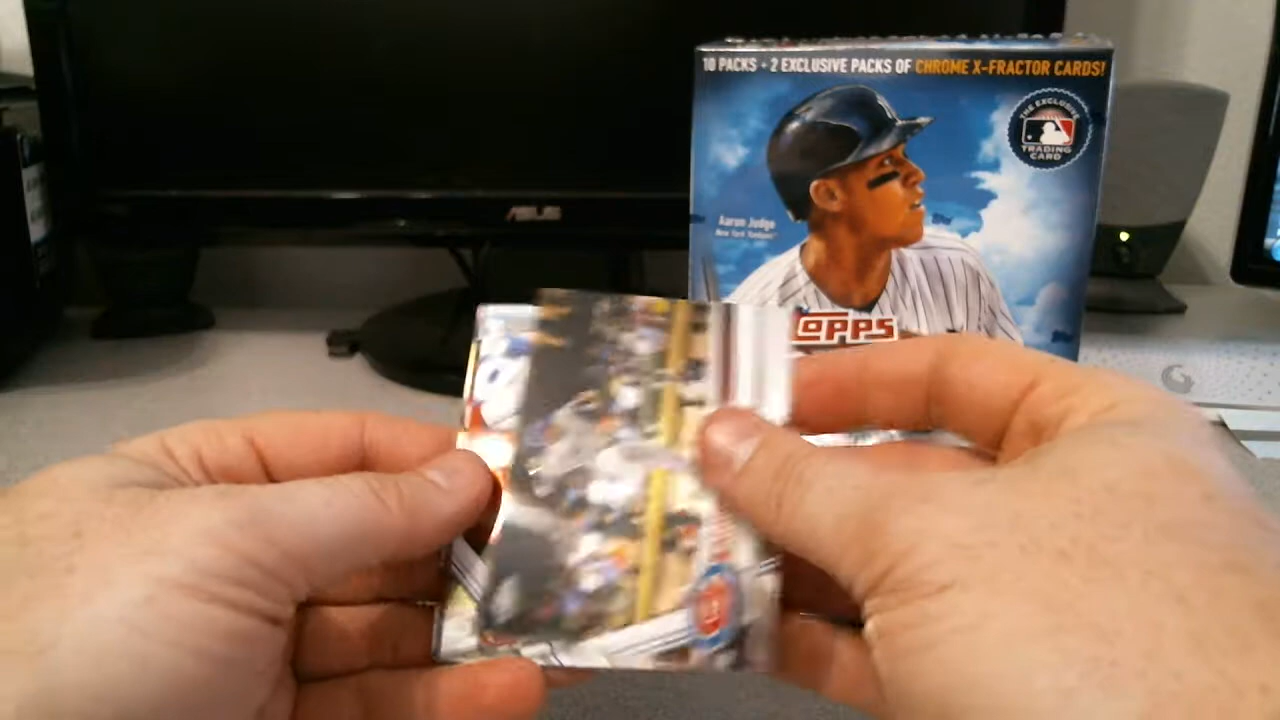 10 PACKS + 2 EXCLUSIVE PACKS OF CHROME X-FRACTOR CARDS!
THE EXCLUSIVE
TRADING
CARD
Aaron Judge
New York Yankees
TOPPS
ASUS